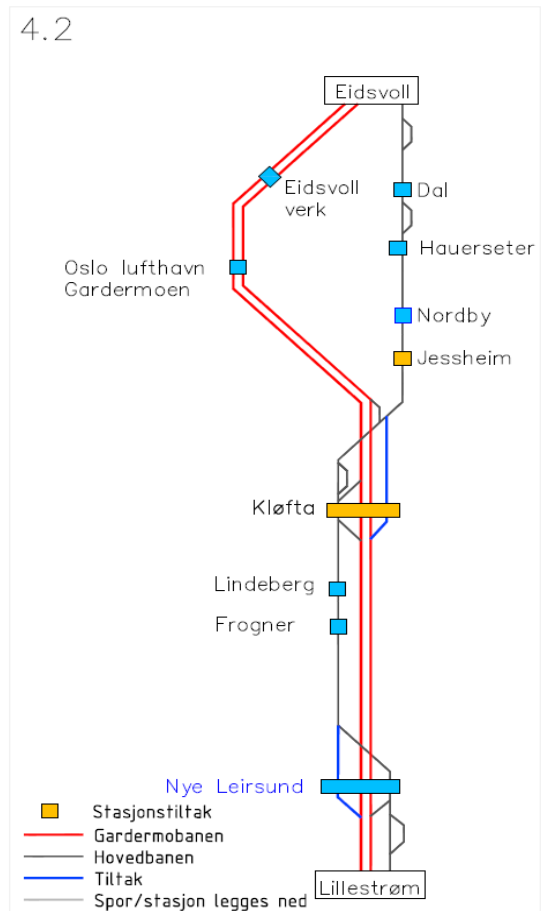 4.2
Eidsvoll
Eidsvoll
verk
Dal
Oslo lufthavn
Gardermoen
Hauerseter
Nordby
Jessheim
Kløfta
Lindeberg
Frogner
Nye Leirsund
Stasjonstiltak
Gardermobanen
Hovedbanen
Tiltak
Spor/stasjon legges ned
Lillestrøm